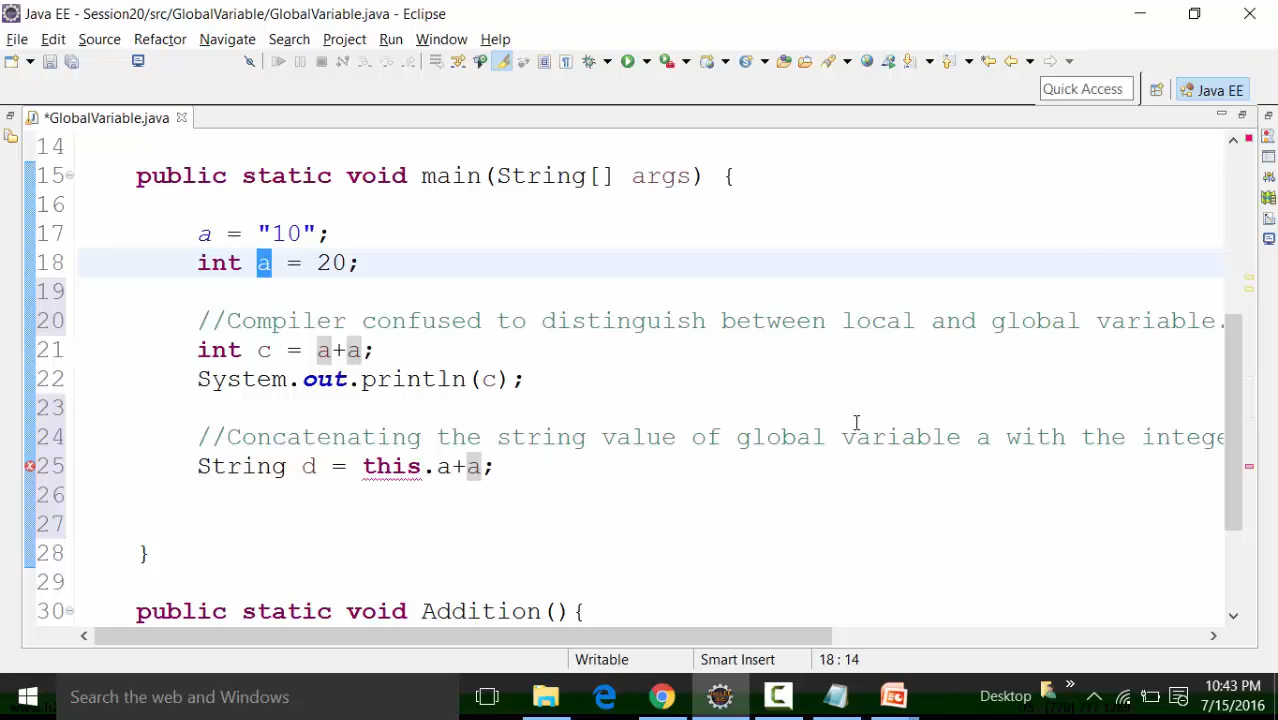 Java EE - Session20/src/GlobalVariable/GlobalVariable.java - Eclipse
File Edit Source Refactor Navigate Search Project Run Window Help
Quick Access Java EE
*GlobalVariable.java
14
15 public static void main(String[] args) {
16
17 a = "10";
18 int a = 20;
19
20 //Compiler confused to distinguish between local and global variable.
21 int c = a+a;
22 System.out.println(c);
23
24 //Concatenating the string value of global variable a with the intege
25 String d = this.a+a;
26
27
28 }
29
30 public static void Addition(){
Writable Smart Insert 18 : 14
Search the web and Windows Desktop 10:43 PM
7/15/2016